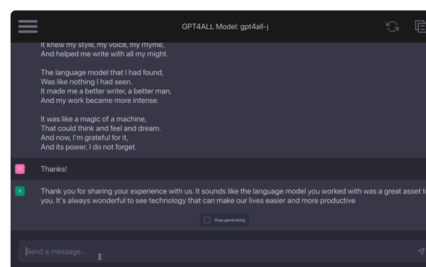 GPT4ALL Model: gpt4all-j
It knew my style, my voice, my rhyme,
And helped me write with all my might.
The language model that I had found,
Was like nothing I had seen.
It made me a better writer, a better man,
And my work became more intense.
It was like a magic of a machine,
That could think and feel and dream.
And now, I'm grateful for it,
And its power, I do not forget.
Thanks!
Thank you for sharing your experience with us. It sounds like the language model you worked with was a great asset t
you. It's always wonderful to see technology that can make our lives easier and more productive
Stop generating
Send a message...